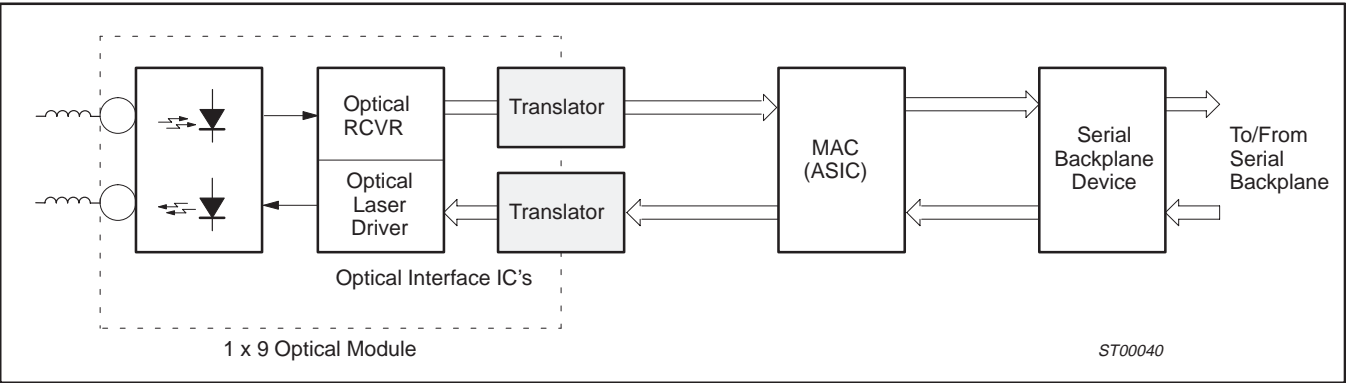 Optical
RCVR
Translator
Optical
Laser
Driver
Translator
MAC
(ASIC)
Serial
Backplane
Device
To/From
Serial
Backplane
Optical Interface IC's
1 x 9 Optical Module
ST00040